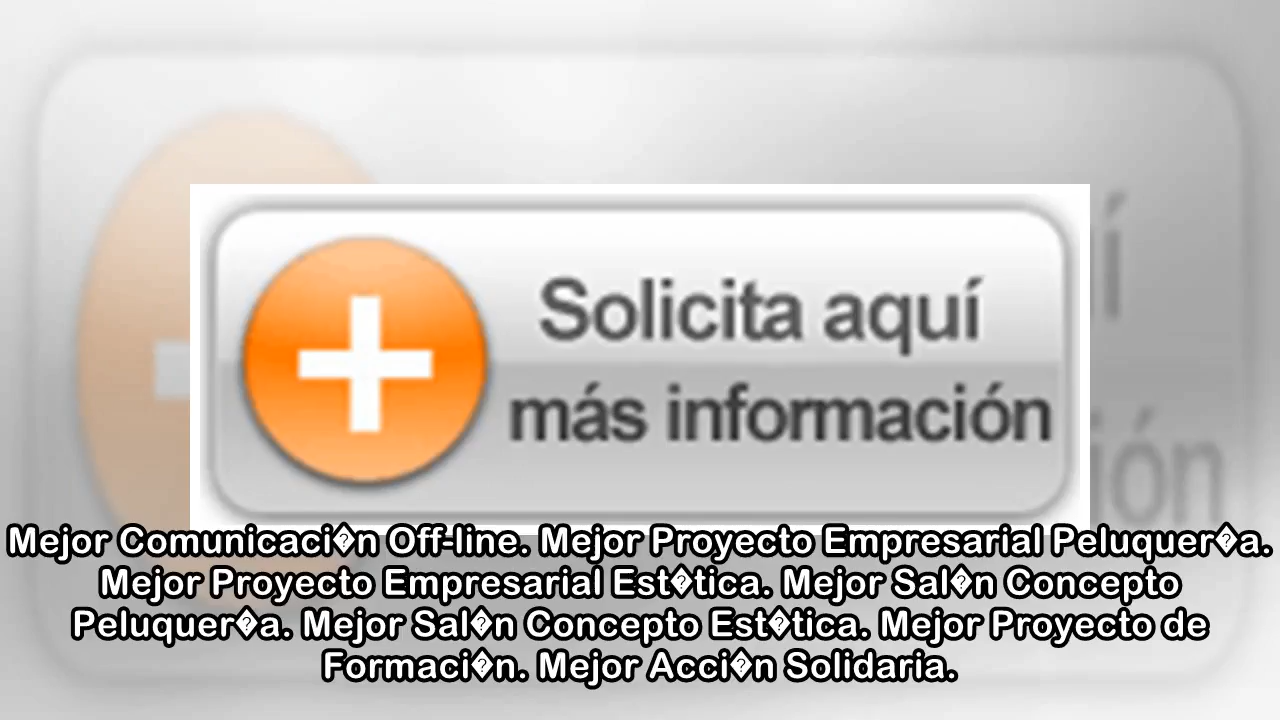 Solicita aquí
más información
Mejor Comunicaci�n Off-line. Mejor Proyecto Empresarial Peluquer�a.
Mejor Proyecto Empresarial Est�tica. Mejor Sal�n Concepto
Peluquer�a. Mejor Sal�n Concepto Est�tica. Mejor Proyecto de
Formaci�n. Mejor Acci�n Solidaria.